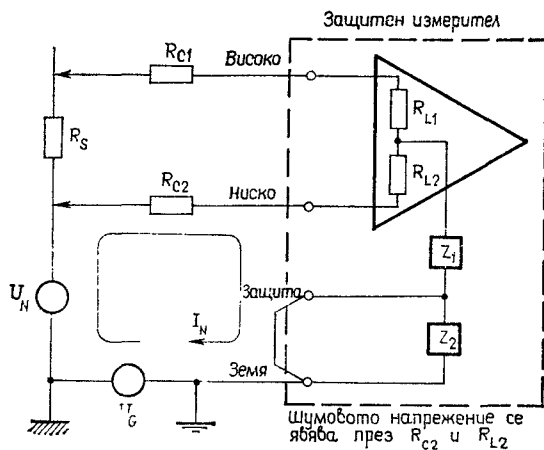 Защитен измерител
R_C1
Високо
R_L1
R_S
R_L2
R_C2
Ниско
Z_1
U_N
I_N
Защита
Z_2
Земя
Шумовото напрежение се
явява през R_C2 и R_L2